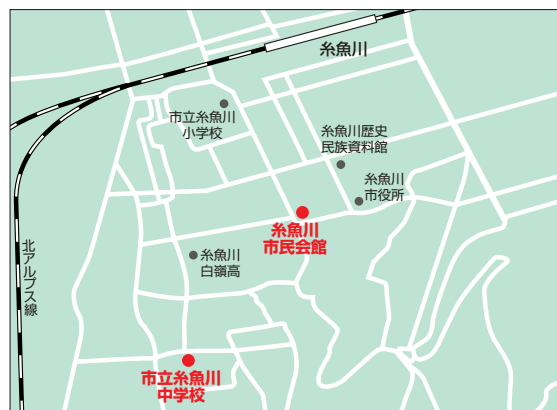 糸魚川
市立糸魚川
小学校
糸魚川歴史
民族資料館
糸魚川
市役所
糸魚川
市民会館
糸魚川
白嶺高
北アルプス線
市立糸魚川
中学校